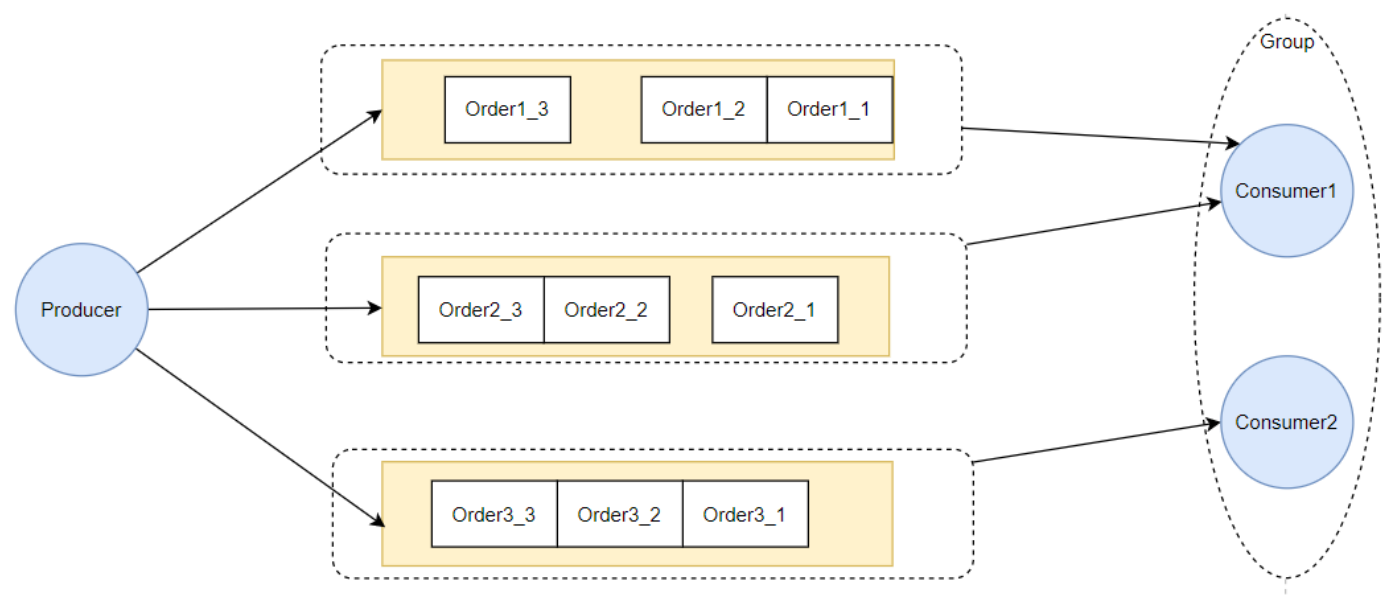 Group
Order1_3
Order1_2
Order1_1
Consumer1
Producer
Order2_3
Order2_2
Order2_1
Consumer2
Order3_3
Order3_2
Order3_1